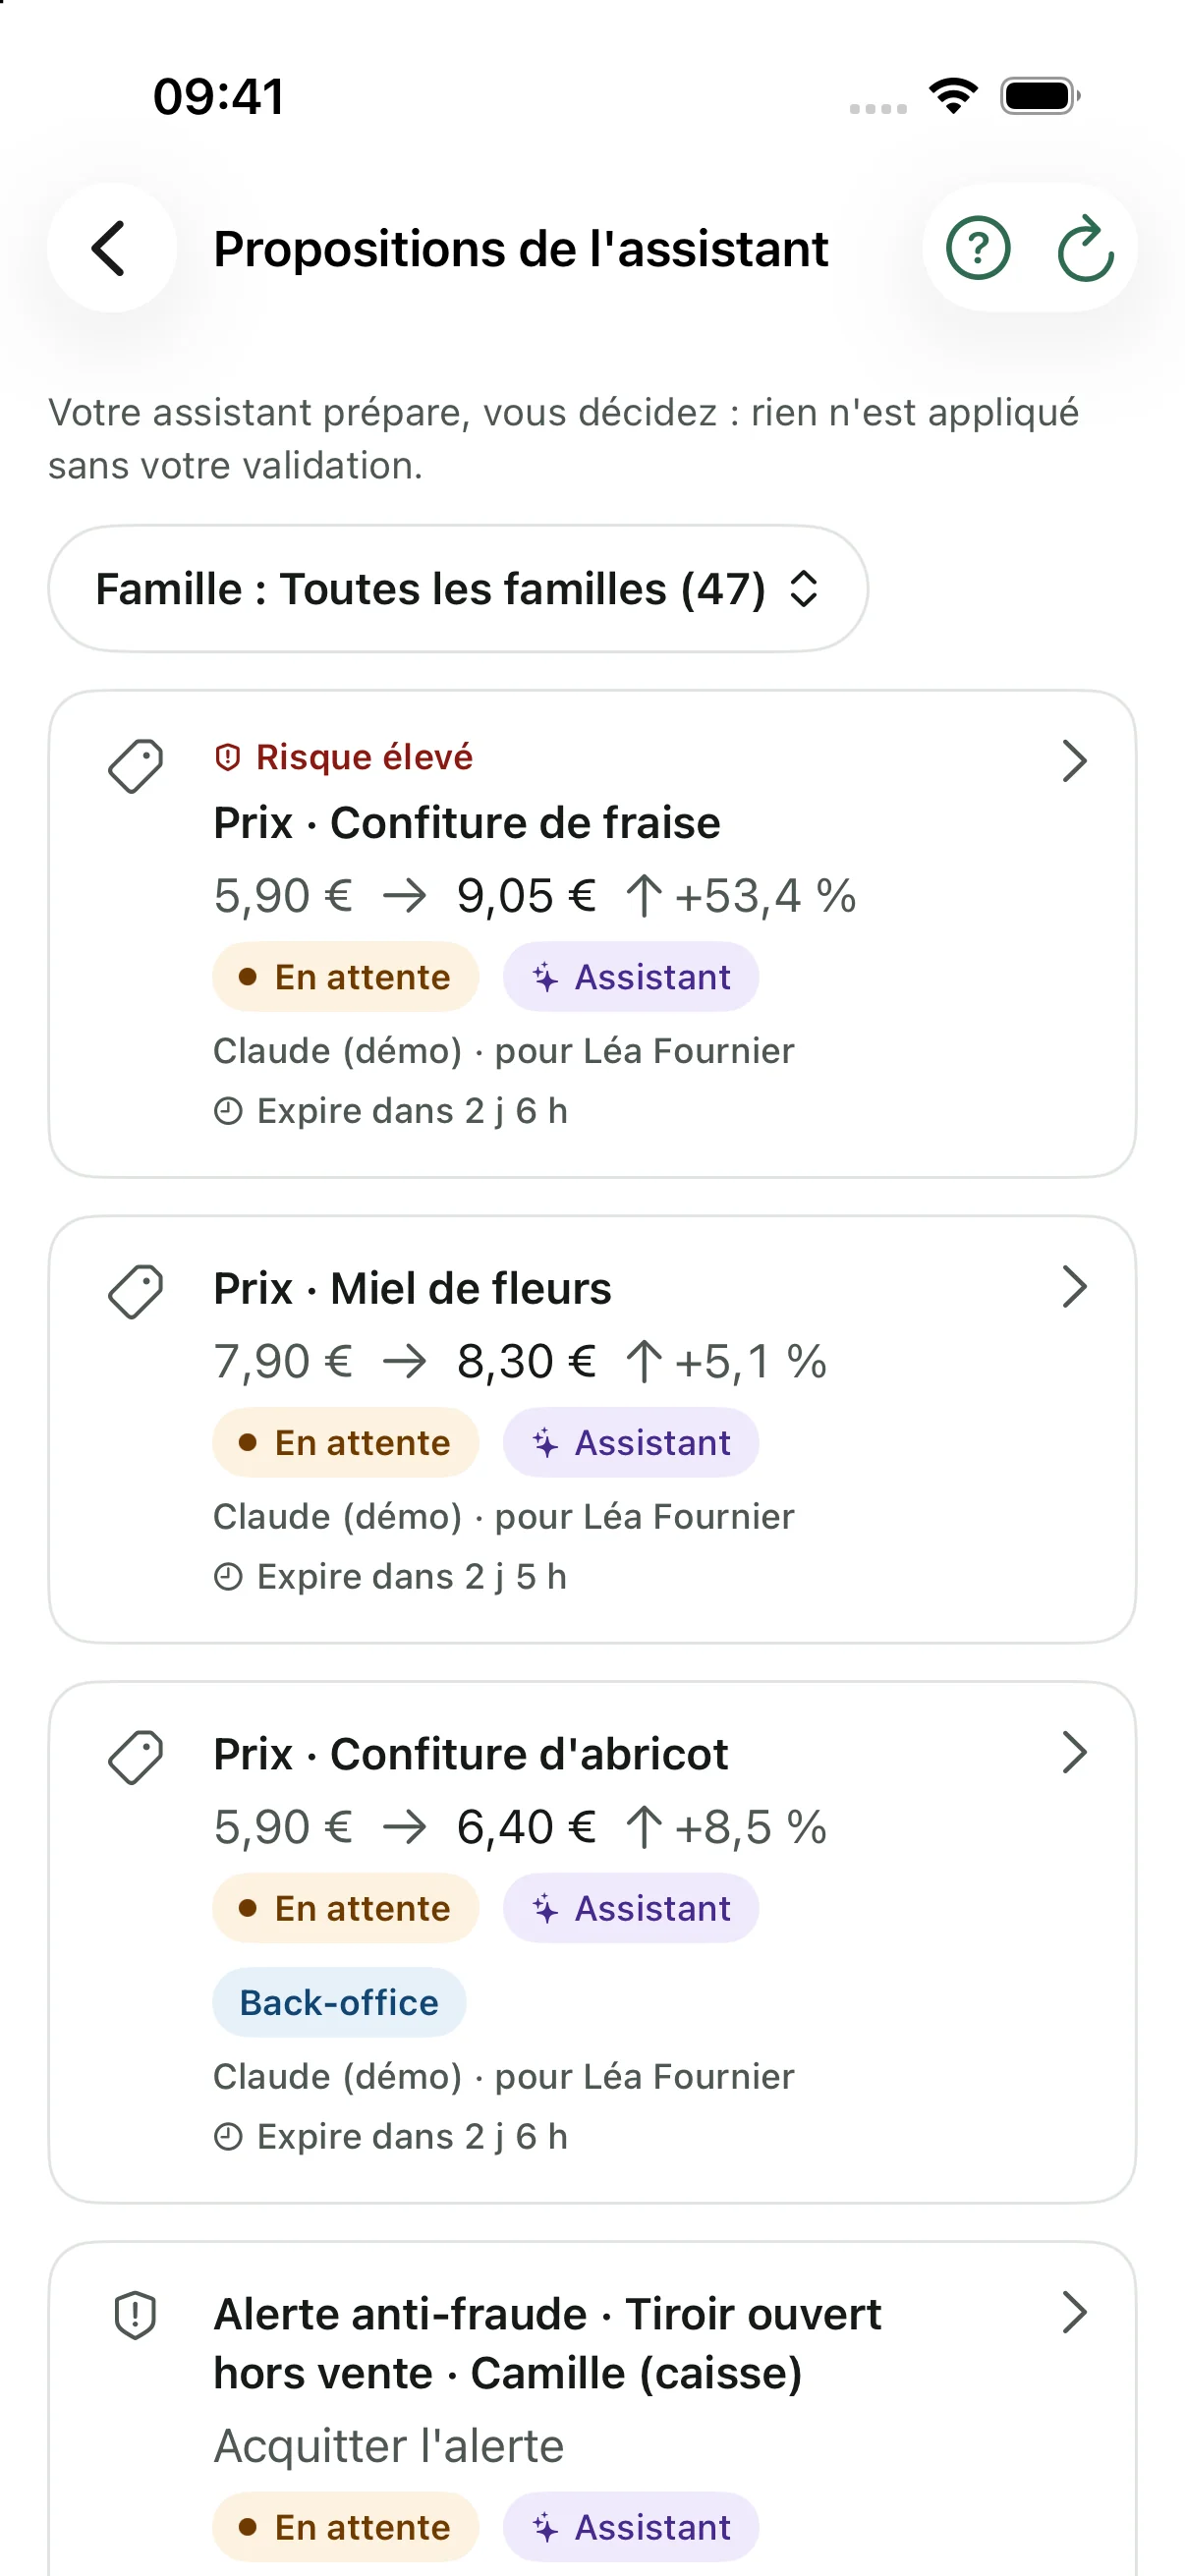 09:41
Propositions de l'assistant
Votre assistant prépare, vous décidez : rien n'est appliqué
sans votre validation.
Famille : Toutes les familles (47)
Risque élevé
Prix · Confiture de fraise
5,90 € → 9,05 € ↑ +53,4 %
En attente Assistant
Claude (démo) · pour Léa Fournier
Expire dans 2 j 6 h
Prix · Miel de fleurs
7,90 € → 8,30 € ↑ +5,1 %
En attente Assistant
Claude (démo) · pour Léa Fournier
Expire dans 2 j 5 h
Prix · Confiture d'abricot
5,90 € → 6,40 € ↑ +8,5 %
En attente Assistant
Back-office
Claude (démo) · pour Léa Fournier
Expire dans 2 j 6 h
Alerte anti-fraude · Tiroir ouvert
hors vente · Camille (caisse)
Acquitter l'alerte
En attente Assistant